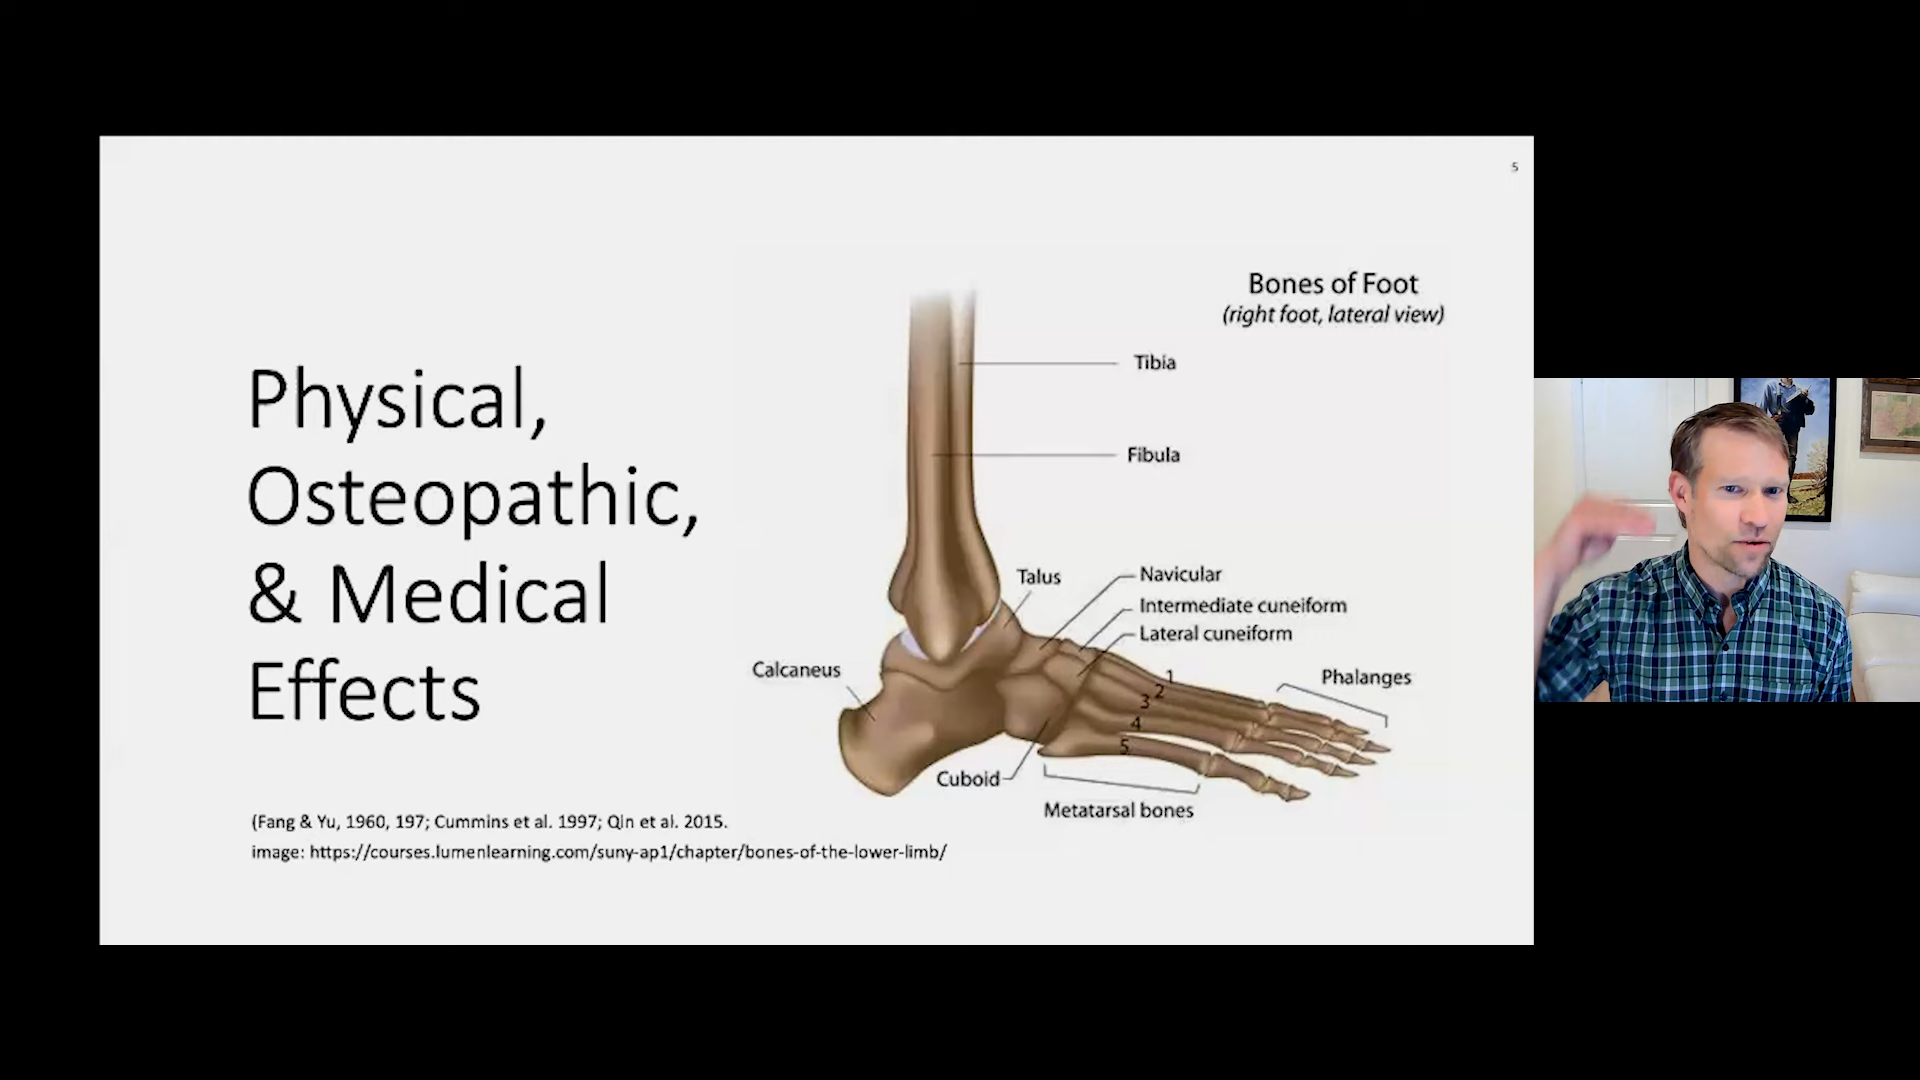 5
Bones of Foot
(right foot, lateral view)
Tibia
Physical,
Osteopathic,
& Medical
Effects
Fibula
Talus
Navicular
Intermediate cuneiform
Lateral cuneiform
Calcaneus
Phalanges
1
2
3
4
5
Cuboid
Metatarsal bones
(Fang & Yu, 1960, 197; Cummins et al. 1997; Qin et al. 2015.
image: https://courses.lumenlearning.com/suny-ap1/chapter/bones-of-the-lower-limb/